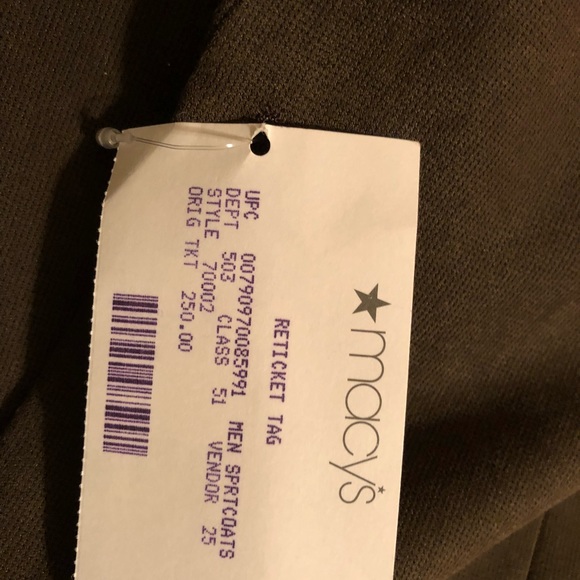 ★macy's
RETICKET TAG
UPC 00790970085991 MEN SPRTCOATS
DEPT 503 CLASS 51 VENDOR 25
STYLE 70002
ORIG TKT 250.00